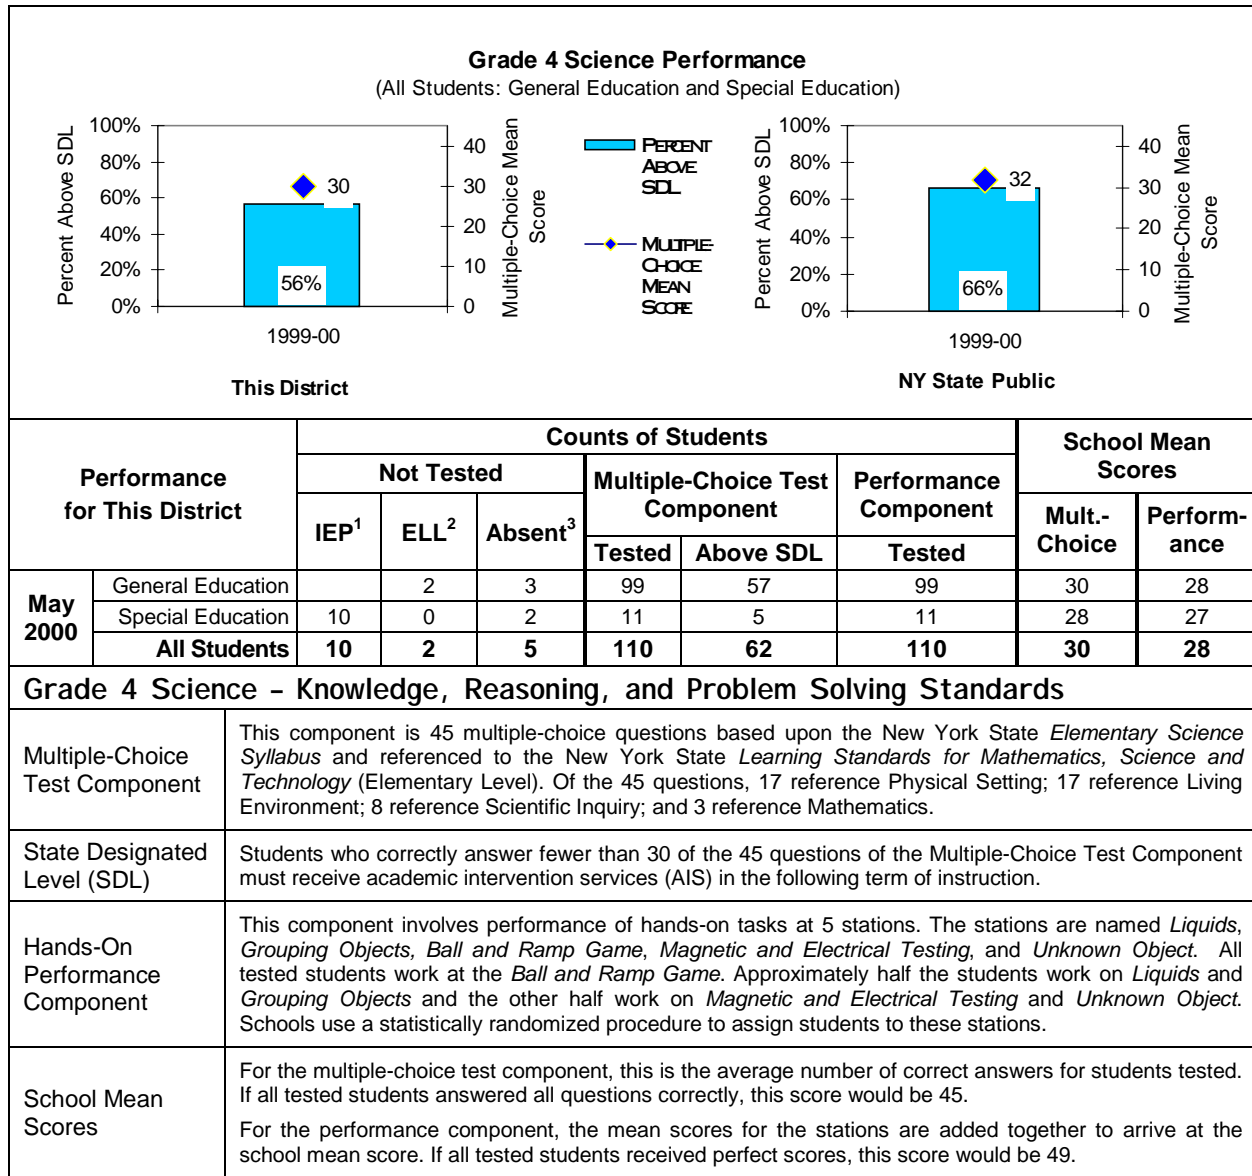 Grade 4 Science Performance
(All Students: General Education and Special Education)
Percent Above SDL
100%
80%
60%
40%
20%
0%
30
56%
40
30
20
10
0
Multiple-Choice Mean Score
1999-00
This District
PERCENT
ABOVE
SDL
MULTIPLE-
CHOICE
MEAN
SCORE
Percent Above SDL
100%
80%
60%
40%
20%
0%
32
66%
40
30
20
10
0
Multiple-Choice Mean Score
1999-00
NY State Public
Performance
for This District
Counts of Students
School Mean
Scores
Not Tested
Multiple-Choice Test
Component
Performance
Component
IEP1 ELL2 Absent3
Mult.-
Choice
Perform-
ance
Tested Above SDL Tested
May
2000
General Education 2 3 99 57 99 30 28
Special Education 10 0 2 11 5 11 28 27
All Students 10 2 5 110 62 110 30 28
Grade 4 Science – Knowledge, Reasoning, and Problem Solving Standards
Multiple-Choice
Test Component
This component is 45 multiple-choice questions based upon the New York State Elementary Science
Syllabus and referenced to the New York State Learning Standards for Mathematics, Science and
Technology (Elementary Level). Of the 45 questions, 17 reference Physical Setting; 17 reference Living
Environment; 8 reference Scientific Inquiry; and 3 reference Mathematics.
State Designated
Level (SDL)
Students who correctly answer fewer than 30 of the 45 questions of the Multiple-Choice Test Component
must receive academic intervention services (AIS) in the following term of instruction.
Hands-On
Performance
Component
This component involves performance of hands-on tasks at 5 stations. The stations are named Liquids,
Grouping Objects, Ball and Ramp Game, Magnetic and Electrical Testing, and Unknown Object. All
tested students work at the Ball and Ramp Game. Approximately half the students work on Liquids and
Grouping Objects and the other half work on Magnetic and Electrical Testing and Unknown Object.
Schools use a statistically randomized procedure to assign students to these stations.
School Mean
Scores
For the multiple-choice test component, this is the average number of correct answers for students tested.
If all tested students answered all questions correctly, this score would be 45.
For the performance component, the mean scores for the stations are added together to arrive at the
school mean score. If all tested students received perfect scores, this score would be 49.